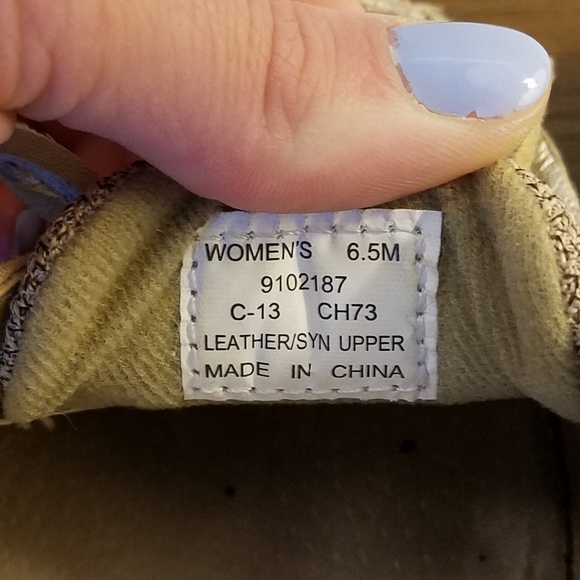 WOMEN'S 6.5M
9102187
C-13 CH73
LEATHER/SYN UPPER
MADE IN CHINA